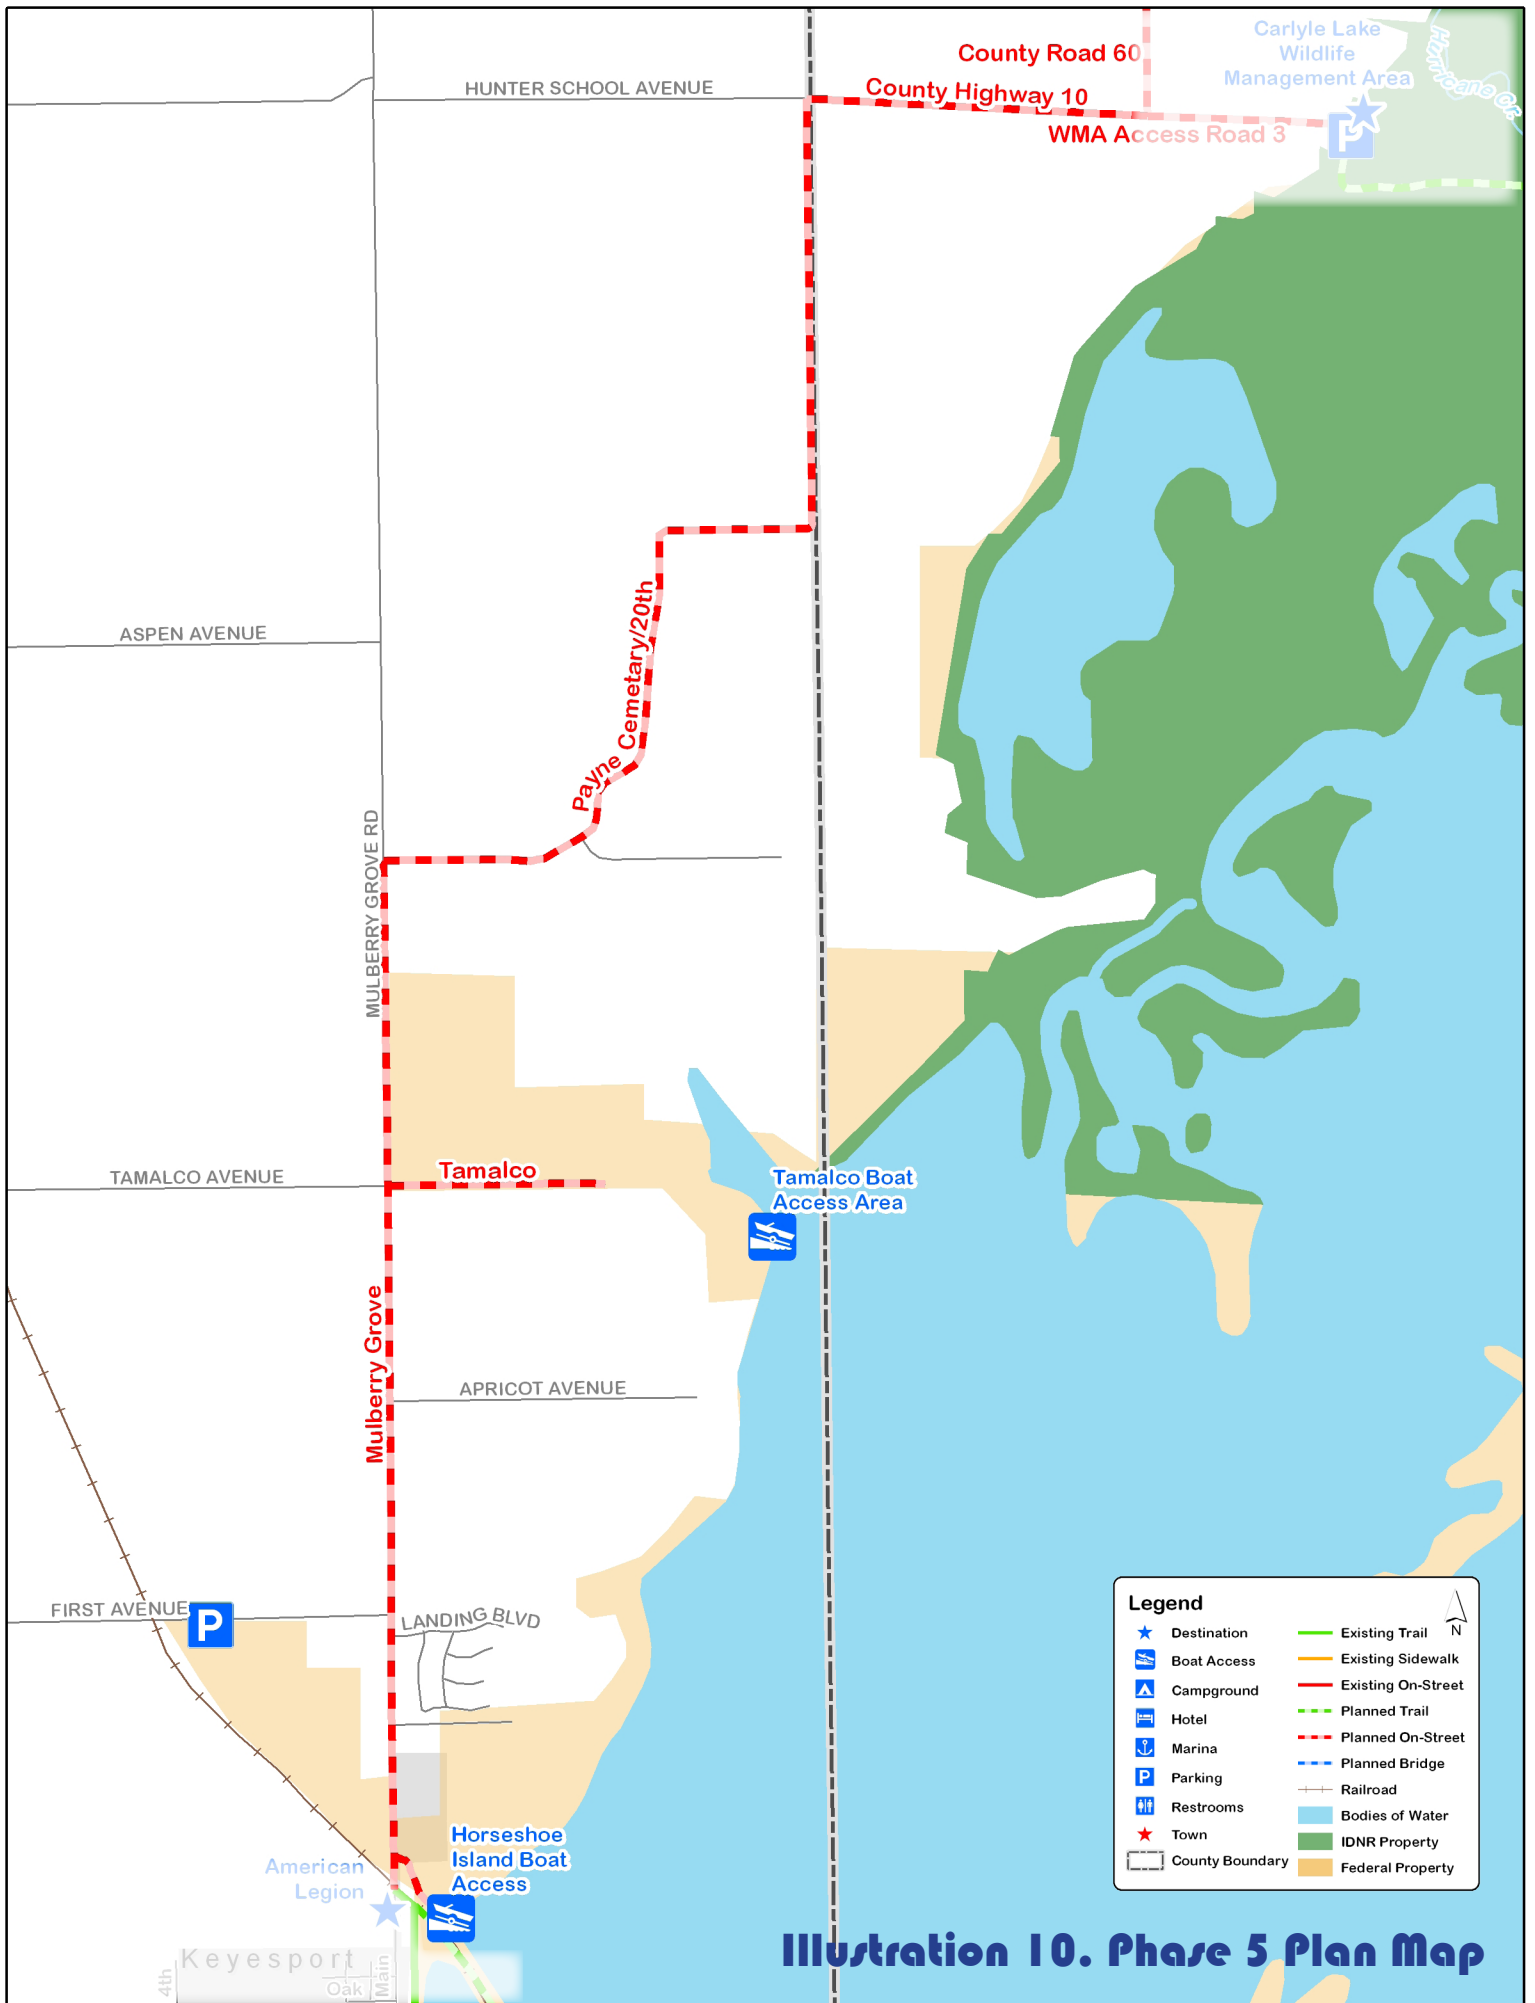 Carlyle Lake
Wildlife
Management Area
Hurricane Cr.
County Road 60
HUNTER SCHOOL AVENUE
County Highway 10
WMA Access Road 3
P
ASPEN AVENUE
Payne Cemetary/20th
MULBERRY GROVE RD
TAMALCO AVENUE
Tamalco
Tamalco Boat
Access Area
Mulberry Grove
APRICOT AVENUE
FIRST AVENUE
P
LANDING BLVD
Horseshoe
Island Boat
Access
American
Legion
Keyesport
4th
Oak
Main
Legend
N
Destination
Boat Access
Campground
Hotel
Marina
P
Parking
Restrooms
Town
County Boundary
Existing Trail
Existing Sidewalk
Existing On-Street
Planned Trail
Planned On-Street
Planned Bridge
Railroad
Bodies of Water
IDNR Property
Federal Property
Illustration 10. Phase 5 Plan Map